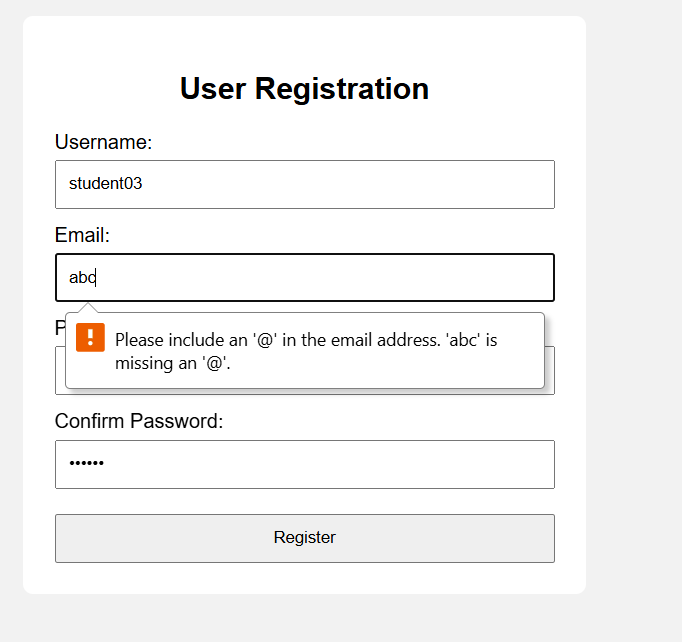 User Registration
Username:
student03
Email:
abc
P
Please include an '@' in the email address. 'abc' is
missing an '@'.
Confirm Password:
••••••
Register